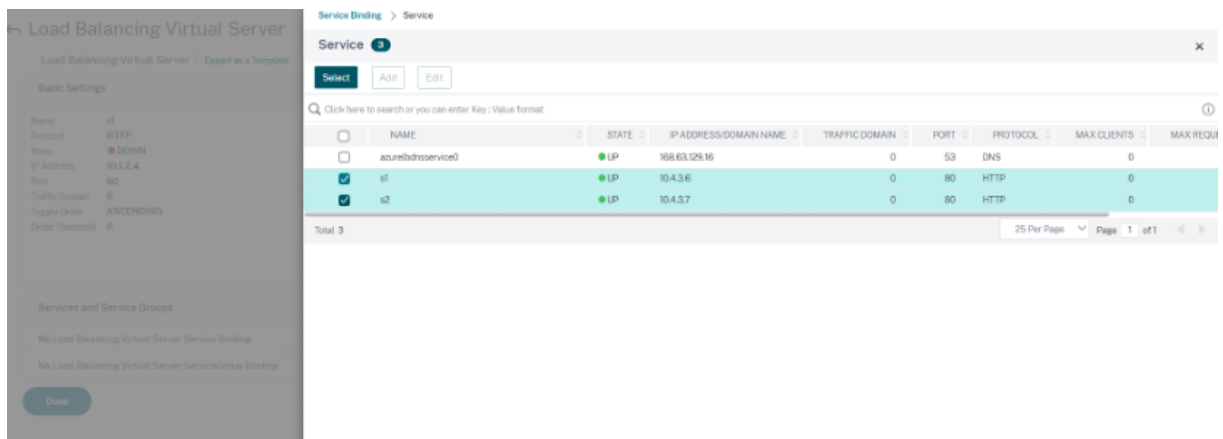 Load Balancing Virtual Server
Load Balancing Virtual Server | Export as a Template
Basic Settings
Name v1
Protocol HTTP
State DOWN
IP Address 10.1.2.4
Port 80
Traffic Domain 0
Toggle Order ASCENDING
Order Threshold 0
Services and Service Groups
No Load Balancing Virtual Server Service Binding
No Load Balancing Virtual Server ServiceGroup Binding
Done
Service Binding > Service
Service 3
Select Add Edit
Click here to search or you can enter Key : Value format
NAME STATE IP ADDRESS/DOMAIN NAME TRAFFIC DOMAIN PORT PROTOCOL MAX CLIENTS MAX REQUE
azurelbdnsservice0 UP 168.63.129.16 0 53 DNS 0
s1 UP 10.4.3.6 0 80 HTTP 0
s2 UP 10.4.3.7 0 80 HTTP 0
Total 3
25 Per Page Page 1 of 1